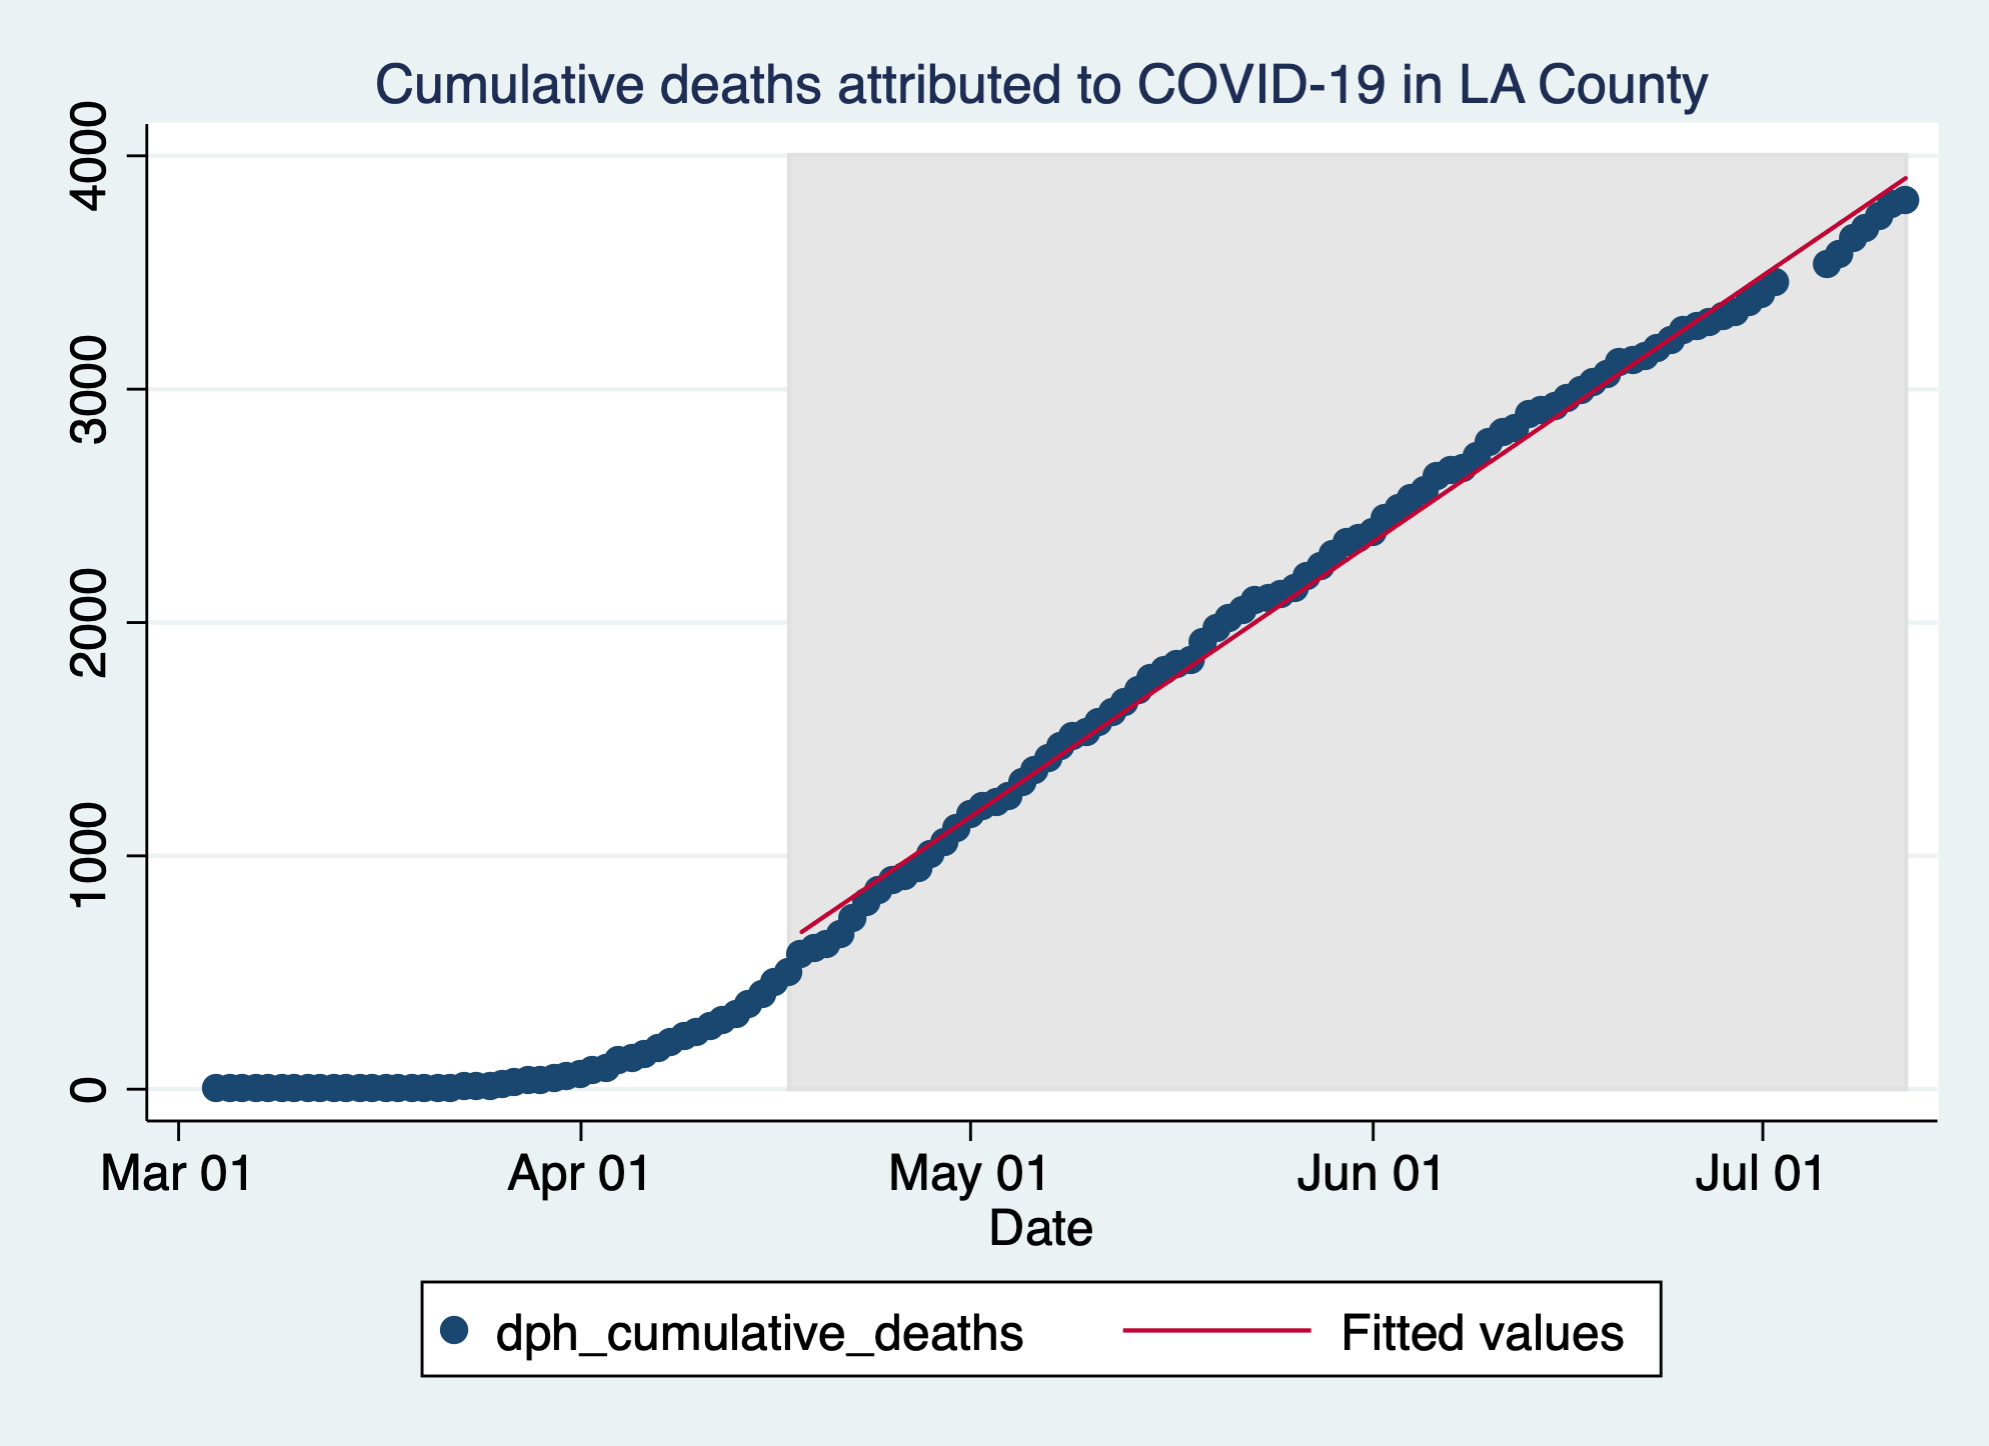 Cumulative deaths attributed to COVID-19 in LA County
4000
3000
2000
1000
0
Mar 01 Apr 01 May 01 Jun 01 Jul 01
Date
dph_cumulative_deaths Fitted values